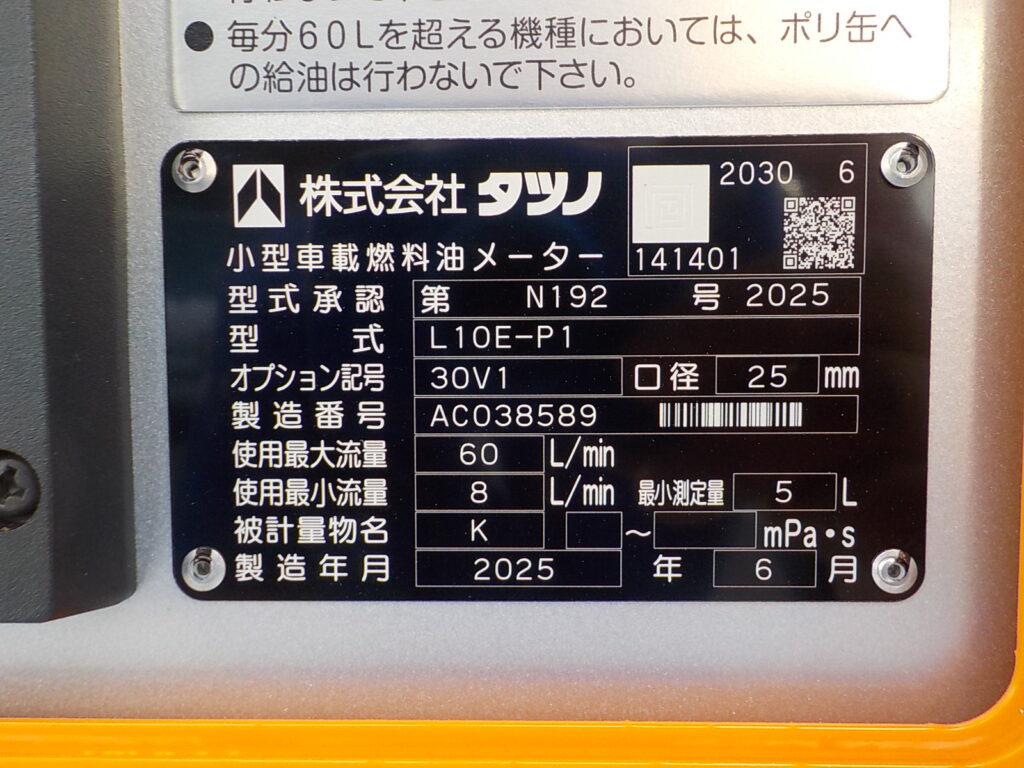 ● 毎分60Lを超える機種においては、ポリ缶へ
の給油は行わないで下さい。
株式会社 タツノ
2030 6
141401
小型車載燃料油メーター
型式承認 第 N192 号 2025
型式 L10E-P1
オプション記号 30V1 口径 25 mm
製造番号 AC038589
使用最大流量 60 L/min
使用最小流量 8 L/min 最小測定量 5 L
被計量物名 K ～ mPa・s
製造年月 2025 年 6 月